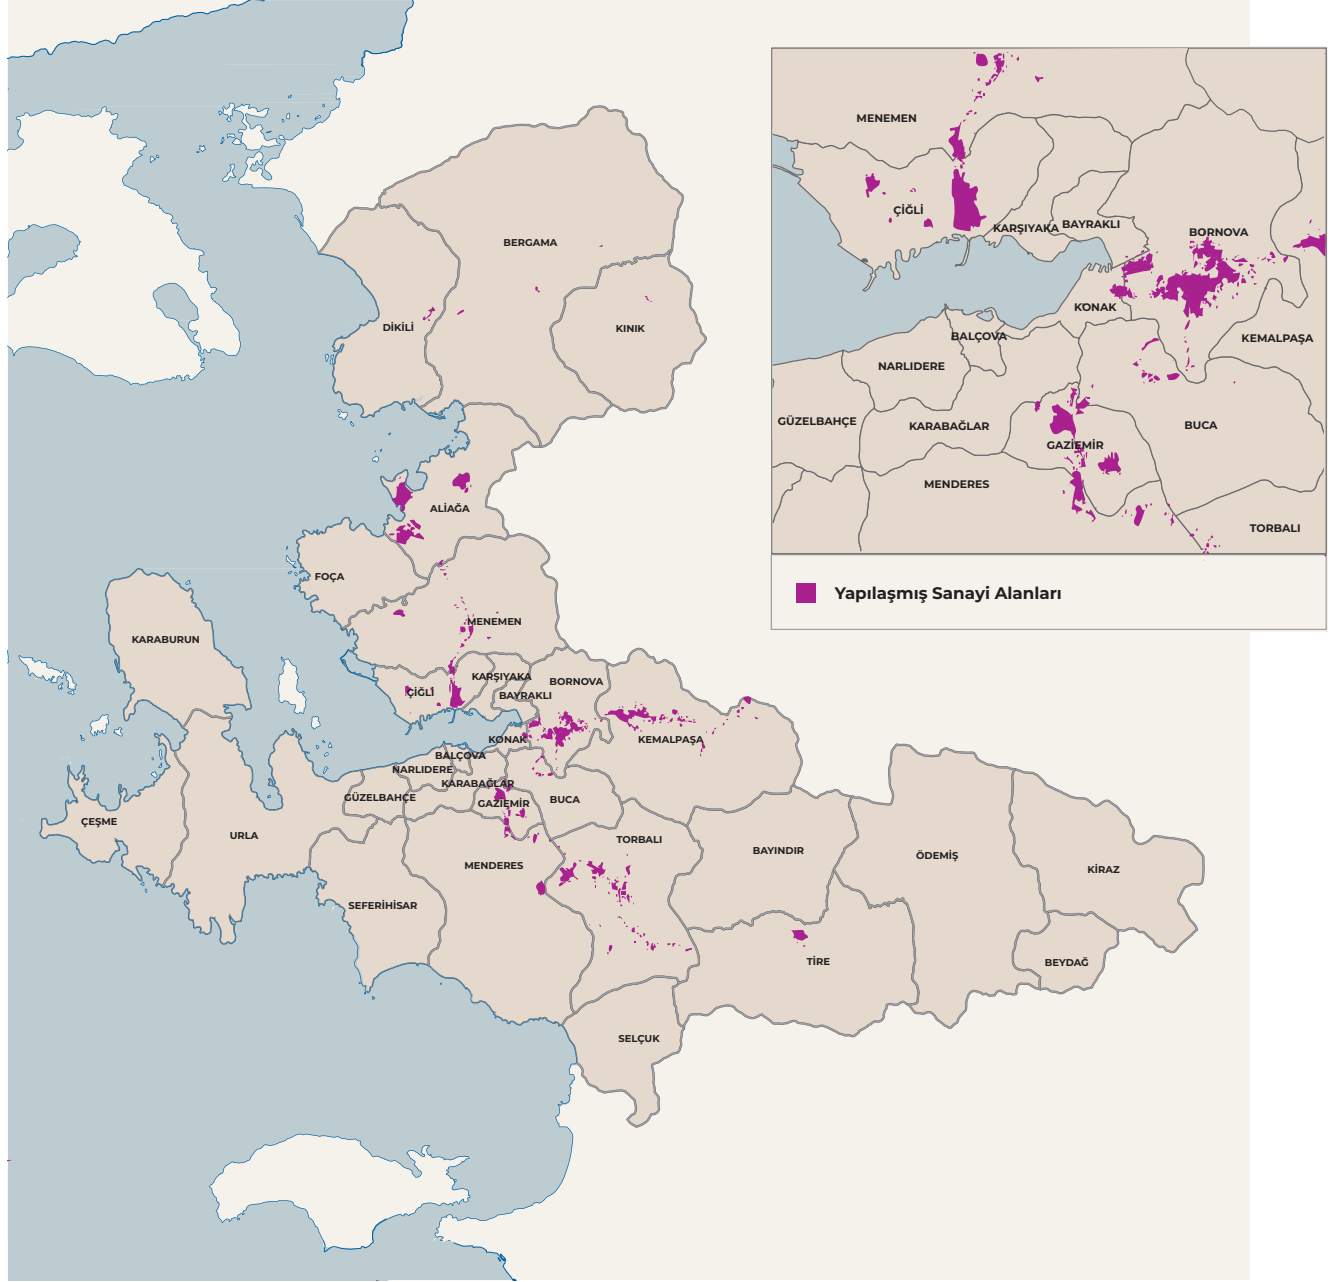 BERGAMA
DİKİLİ
KINIK
ALİAĞA
FOÇA
MENEMEN
KARABURUN
KARŞIYAKA
BORNOVA
ÇİĞLİ
BAYRAKLI
KONAK
KEMALPAŞA
BALÇOVA
NARLIDERE
KARABAĞLAR
GÜZELBAHÇE
GAZİEMİR
BUCA
ÇEŞME
URLA
TORBALI
MENDERES
BAYINDIR
ÖDEMİŞ
KİRAZ
SEFERİHİSAR
TİRE
BEYDAĞ
SELÇUK
MENEMEN
ÇİĞLİ
KARŞIYAKA
BAYRAKLI
BORNOVA
KONAK
BALÇOVA
KEMALPAŞA
NARLIDERE
GÜZELBAHÇE
KARABAĞLAR
BUCA
GAZİEMİR
MENDERES
TORBALI
Yapılaşmış Sanayi Alanları